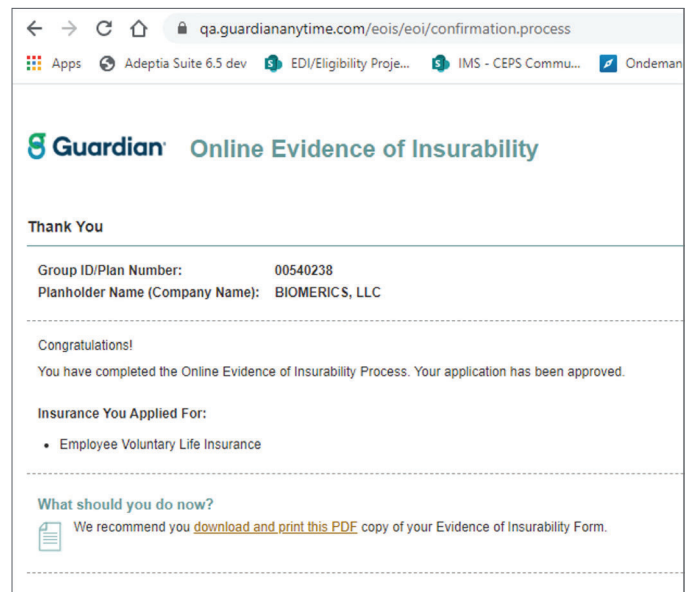 qa.guardiananytime.com/eois/eoi/confirmation.process
Apps Adeptia Suite 6.5 dev EDI/Eligibility Proje... IMS - CEPS Commu... Ondeman
Guardian Online Evidence of Insurability
Thank You
Group ID/Plan Number: 00540238
Planholder Name (Company Name): BIOMERICS, LLC
Congratulations!
You have completed the Online Evidence of Insurability Process. Your application has been approved.
Insurance You Applied For:
• Employee Voluntary Life Insurance
What should you do now?
We recommend you download and print this PDF copy of your Evidence of Insurability Form.